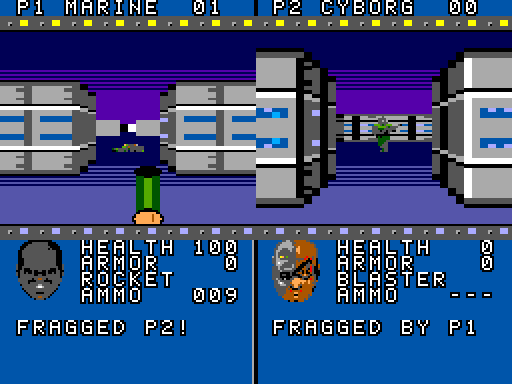 P1 MARINE 01
HEALTH 100
ARMOR 0
ROCKET
AMMO 009
FRAGGED P2!
P2 CYBORG 00
HEALTH 0
ARMOR 0
BLASTER
AMMO ---
FRAGGED BY P1